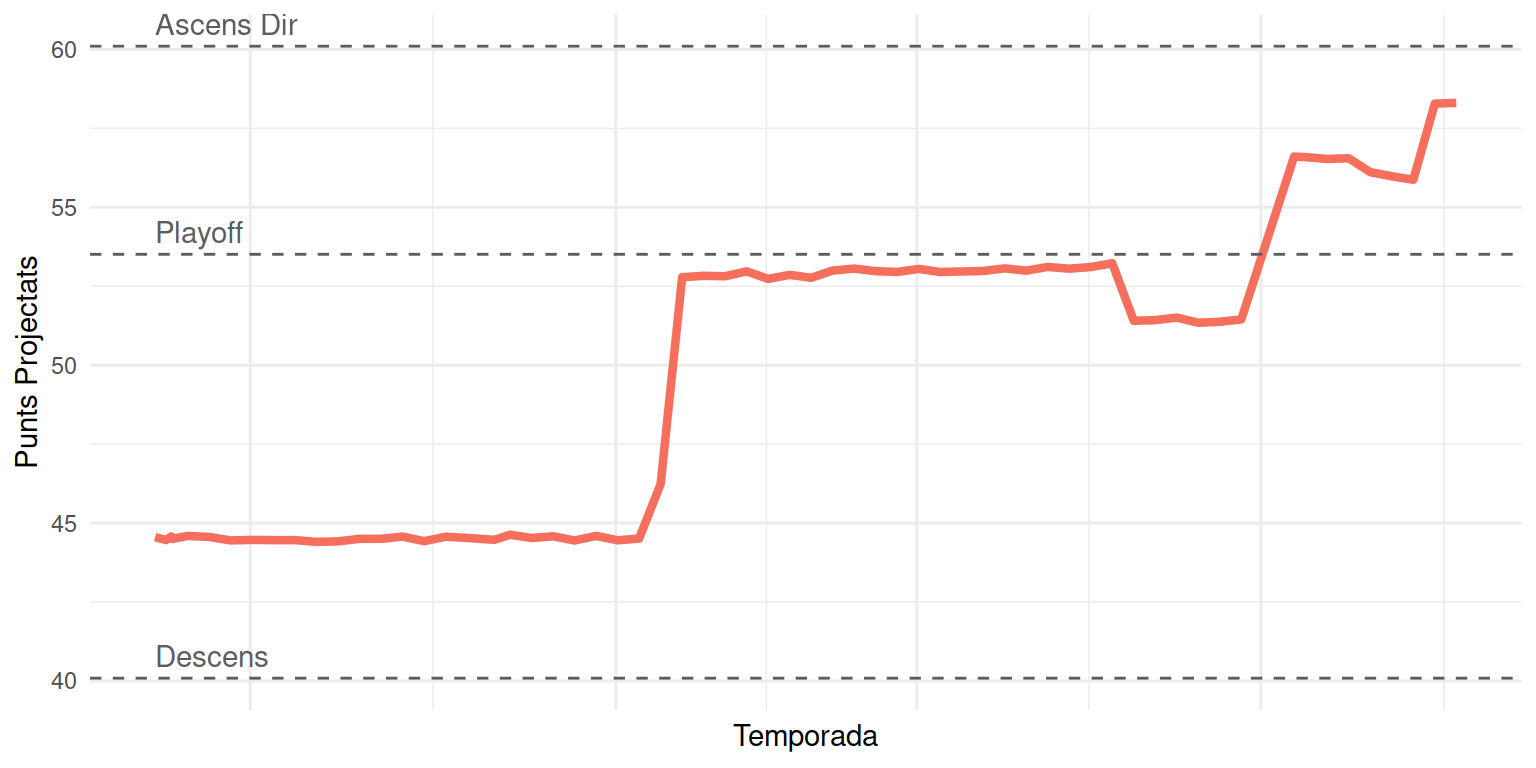 Ascens Dir
60
55
Playoff
Punts Projectats
50
45
Descens
40
Temporada